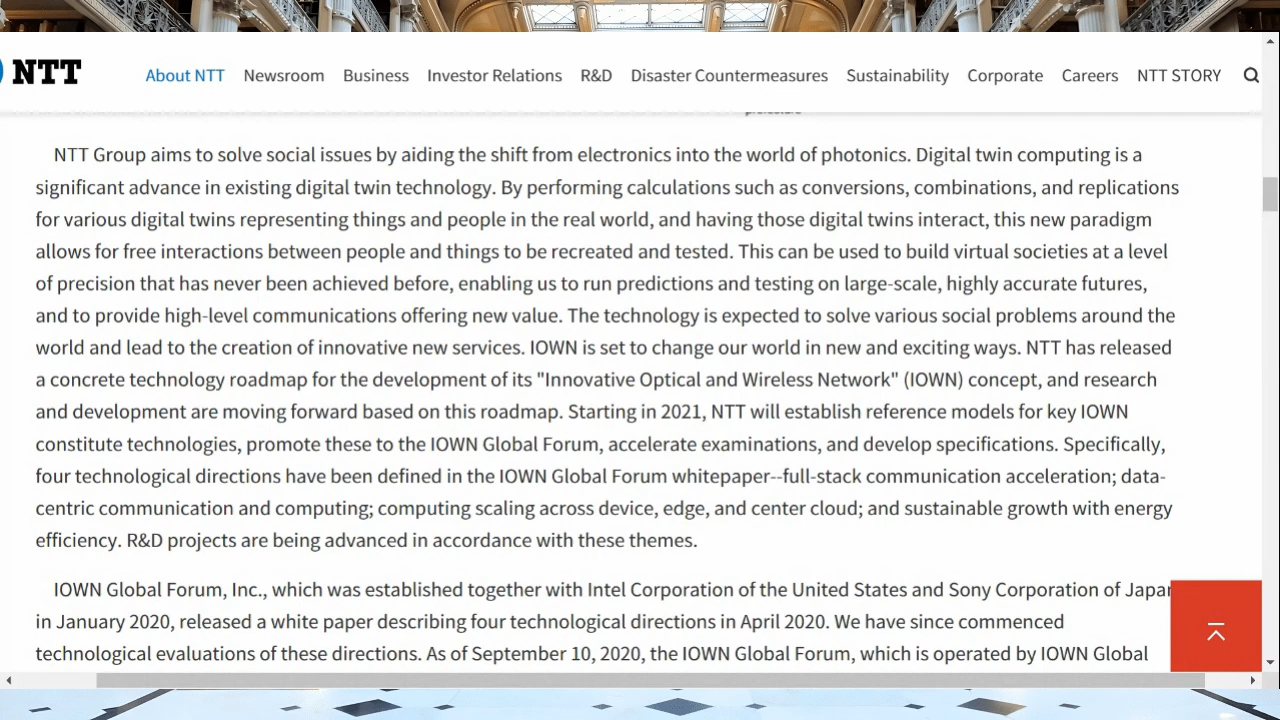 NTT
About NTT Newsroom Business Investor Relations R&D Disaster Countermeasures Sustainability Corporate Careers NTT STORY
NTT Group aims to solve social issues by aiding the shift from electronics into the world of photonics. Digital twin computing is a
significant advance in existing digital twin technology. By performing calculations such as conversions, combinations, and replications
for various digital twins representing things and people in the real world, and having those digital twins interact, this new paradigm
allows for free interactions between people and things to be recreated and tested. This can be used to build virtual societies at a level
of precision that has never been achieved before, enabling us to run predictions and testing on large-scale, highly accurate futures,
and to provide high-level communications offering new value. The technology is expected to solve various social problems around the
world and lead to the creation of innovative new services. IOWN is set to change our world in new and exciting ways. NTT has released
a concrete technology roadmap for the development of its "Innovative Optical and Wireless Network" (IOWN) concept, and research
and development are moving forward based on this roadmap. Starting in 2021, NTT will establish reference models for key IOWN
constitute technologies, promote these to the IOWN Global Forum, accelerate examinations, and develop specifications. Specifically,
four technological directions have been defined in the IOWN Global Forum whitepaper--full-stack communication acceleration; data-
centric communication and computing; computing scaling across device, edge, and center cloud; and sustainable growth with energy
efficiency. R&D projects are being advanced in accordance with these themes.
IOWN Global Forum, Inc., which was established together with Intel Corporation of the United States and Sony Corporation of Japan
in January 2020, released a white paper describing four technological directions in April 2020. We have since commenced
technological evaluations of these directions. As of September 10, 2020, the IOWN Global Forum, which is operated by IOWN Global